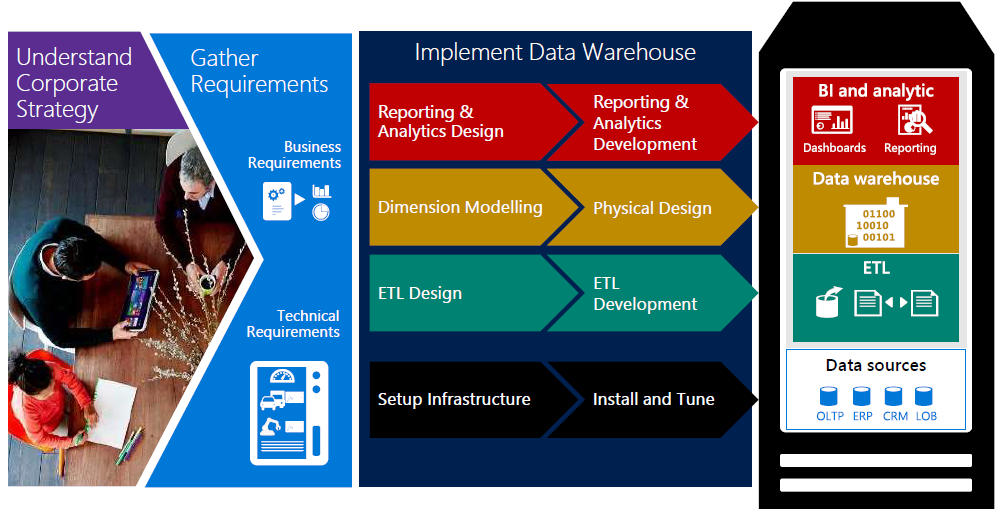 Understand
Corporate
Strategy
Gather
Requirements
Business
Requirements
Technical
Requirements
Implement Data Warehouse
Reporting &
Analytics Design
Reporting &
Analytics
Development
Dimension Modelling
Physical Design
ETL Design
ETL
Development
Setup Infrastructure
Install and Tune
BI and analytic
Dashboards
Reporting
Data warehouse
01100
10010
00101
ETL
Data sources
OLTP
ERP
CRM
LOB